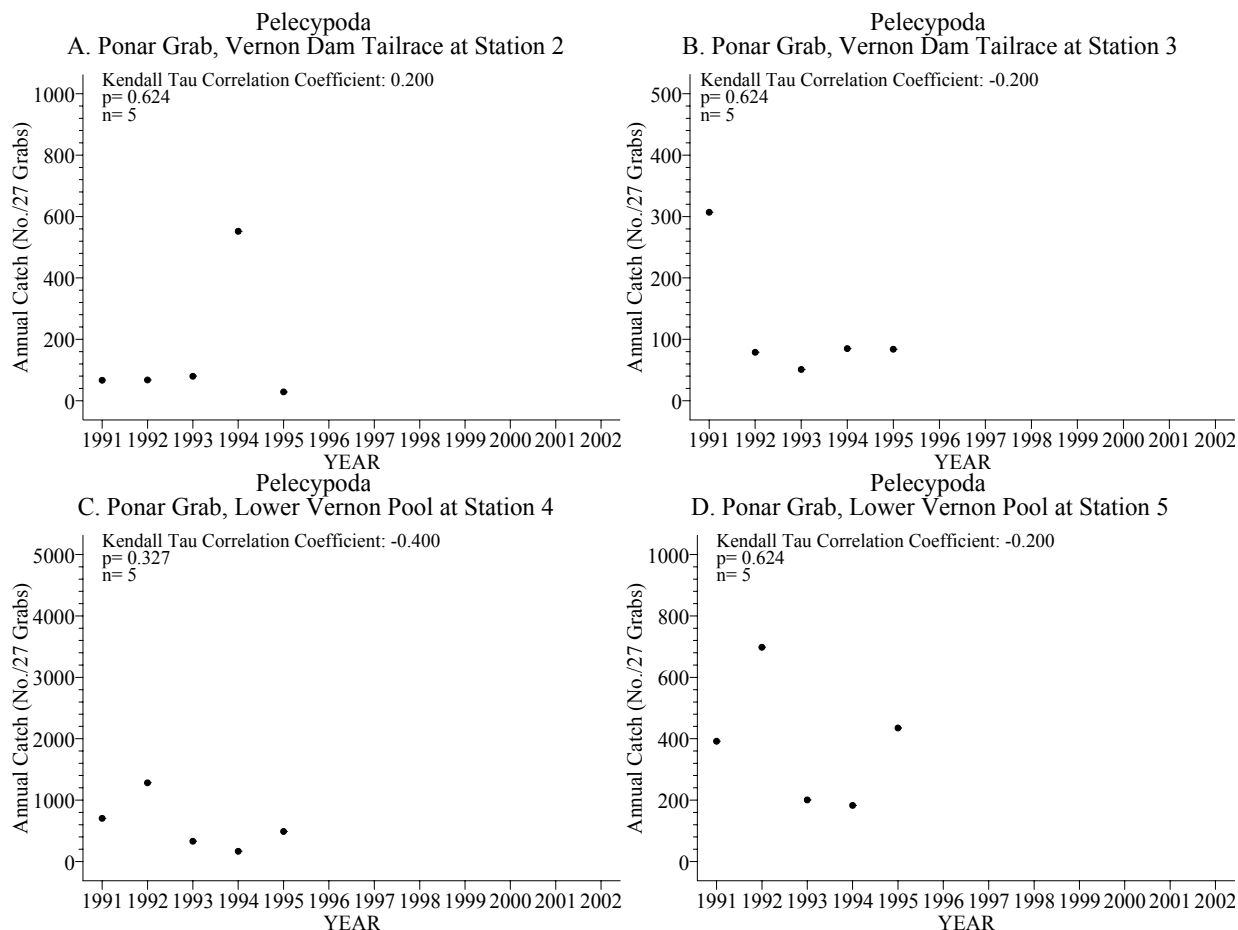 Pelecypoda
A. Ponar Grab, Vernon Dam Tailrace at Station 2
Kendall Tau Correlation Coefficient: 0.200
p= 0.624
n= 5
Annual Catch (No./27 Grabs)
1000
800
600
400
200
0
1991 1992 1993 1994 1995 1996 1997 1998 1999 2000 2001 2002
YEAR
Pelecypoda
B. Ponar Grab, Vernon Dam Tailrace at Station 3
Kendall Tau Correlation Coefficient: -0.200
p= 0.624
n= 5
Annual Catch (No./27 Grabs)
500
400
300
200
100
0
1991 1992 1993 1994 1995 1996 1997 1998 1999 2000 2001 2002
YEAR
Pelecypoda
C. Ponar Grab, Lower Vernon Pool at Station 4
Kendall Tau Correlation Coefficient: -0.400
p= 0.327
n= 5
Annual Catch (No./27 Grabs)
5000
4000
3000
2000
1000
0
1991 1992 1993 1994 1995 1996 1997 1998 1999 2000 2001 2002
YEAR
Pelecypoda
D. Ponar Grab, Lower Vernon Pool at Station 5
Kendall Tau Correlation Coefficient: -0.200
p= 0.624
n= 5
Annual Catch (No./27 Grabs)
1000
800
600
400
200
0
1991 1992 1993 1994 1995 1996 1997 1998 1999 2000 2001 2002
YEAR